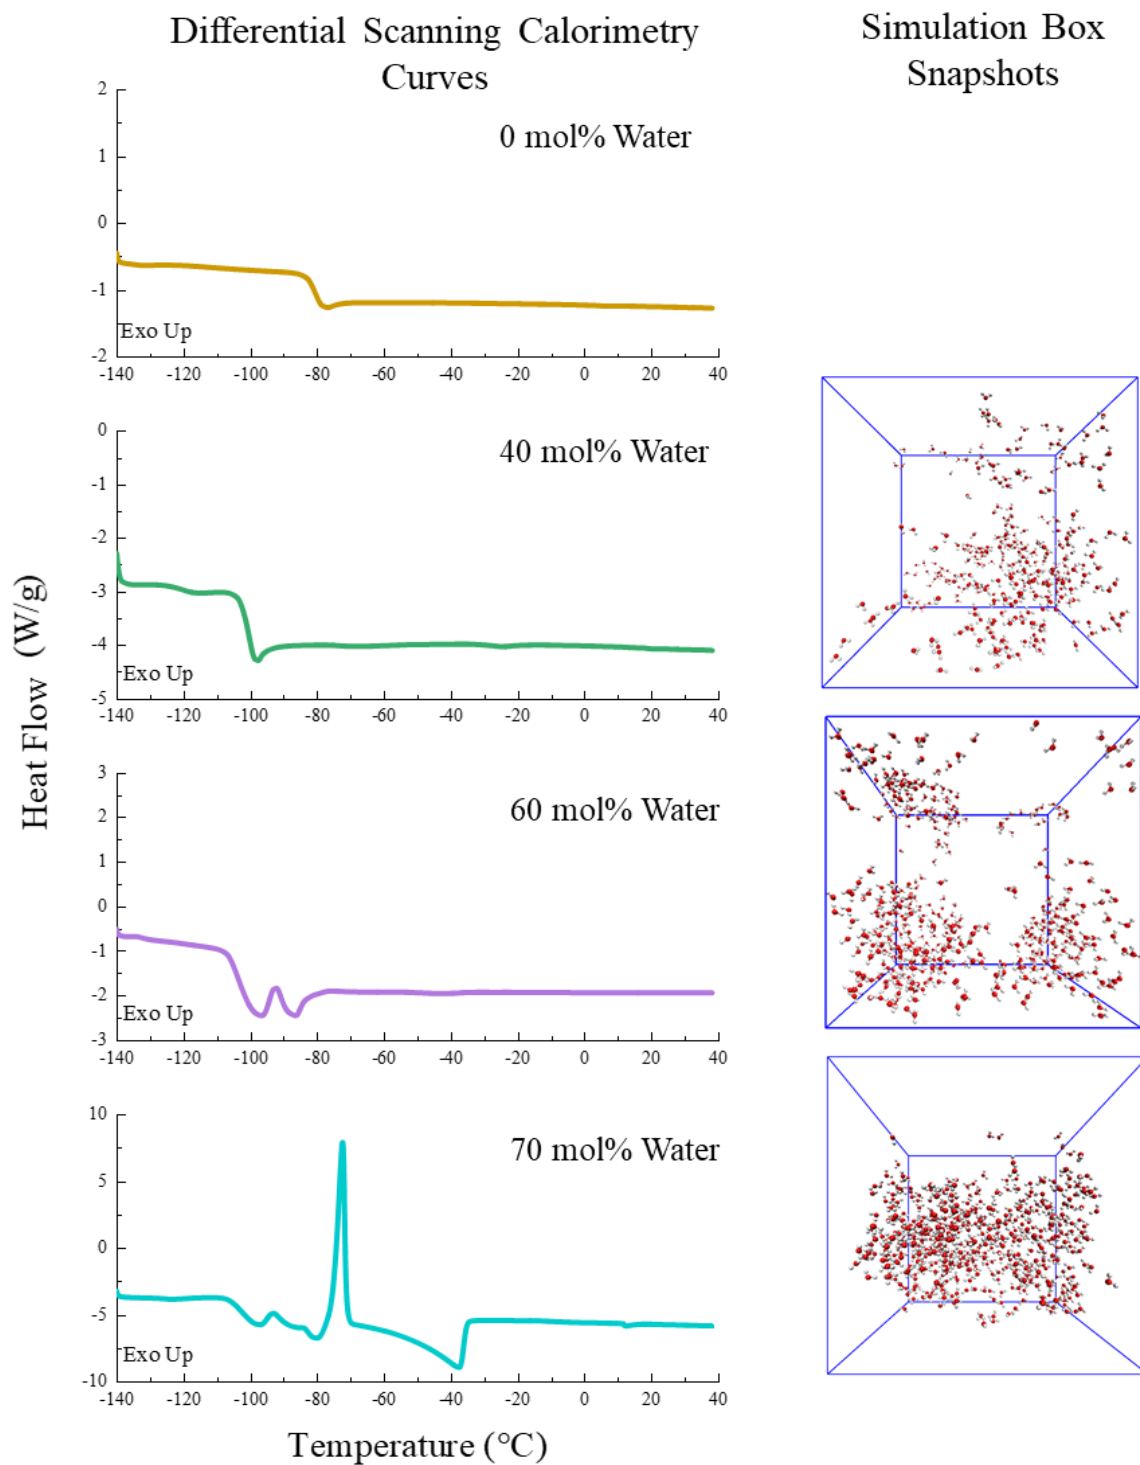 Differential Scanning Calorimetry
Curves
Simulation Box
Snapshots
Heat Flow (W/g)
0 mol% Water
2
1
0
-1
-2
Exo Up
-140 -120 -100 -80 -60 -40 -20 0 20 40
40 mol% Water
0
-1
-2
-3
-4
-5
Exo Up
-140 -120 -100 -80 -60 -40 -20 0 20 40
60 mol% Water
3
2
1
0
-1
-2
-3
Exo Up
-140 -120 -100 -80 -60 -40 -20 0 20 40
70 mol% Water
10
5
0
-5
-10
Exo Up
-140 -120 -100 -80 -60 -40 -20 0 20 40
Temperature (°C)